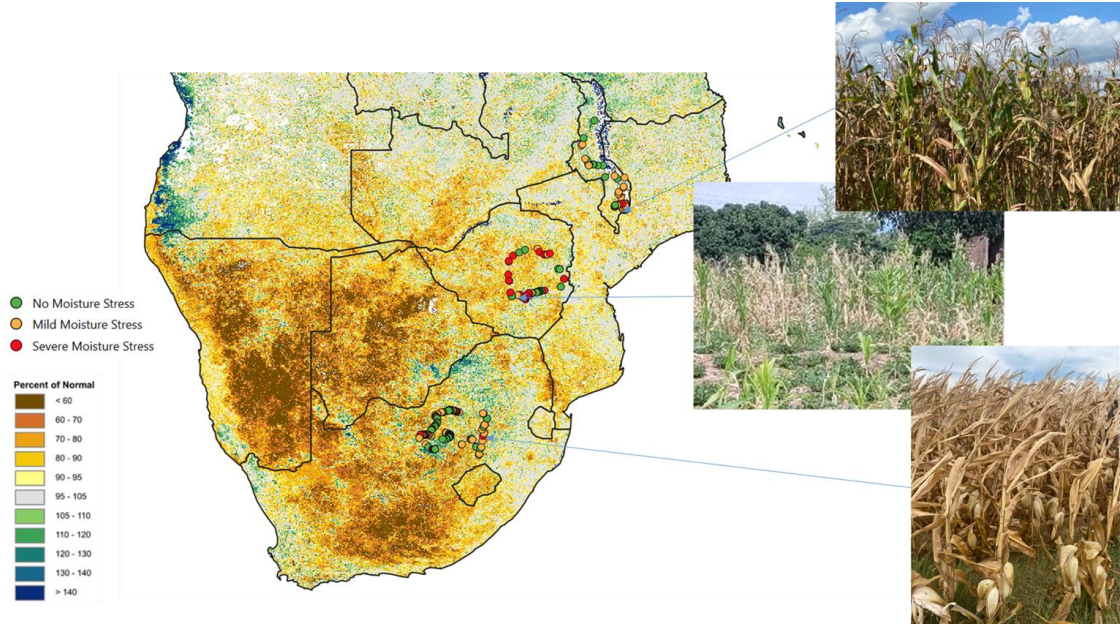 No Moisture Stress
Mild Moisture Stress
Severe Moisture Stress
Percent of Normal
< 60
60 - 70
70 - 80
80 - 90
90 - 95
95 - 105
105 - 110
110 - 120
120 - 130
130 - 140
> 140